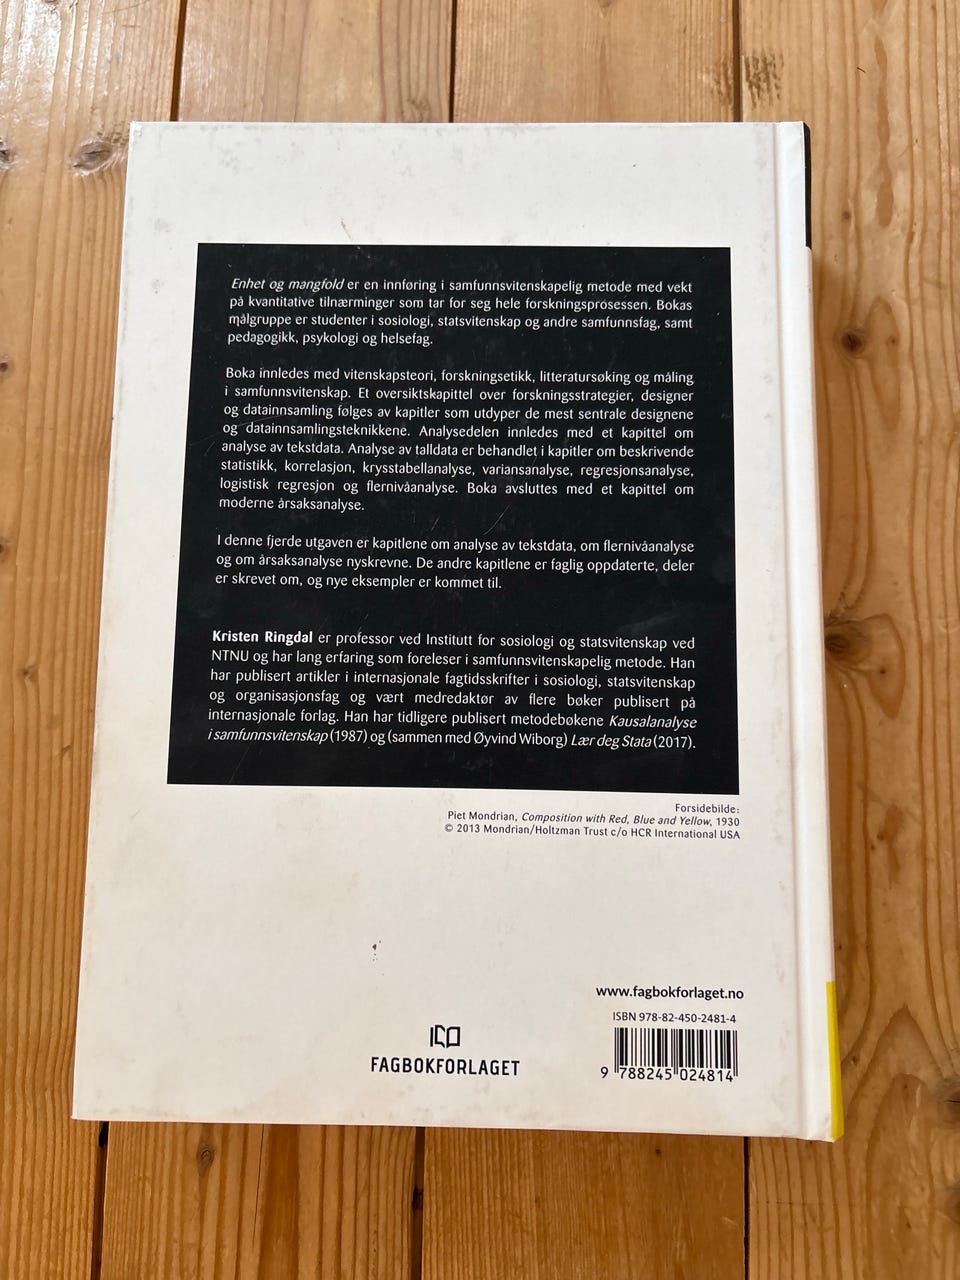 Enhet og mangfold er en innføring i samfunnsvitenskapelig metode med vekt
på kvantitative tilnærminger som tar for seg hele forskningsprosessen. Bokas
målgruppe er studenter i sosiologi, statsvitenskap og andre samfunnsfag, samt
pedagogikk, psykologi og helsefag.
Boka innledes med vitenskapsteori, forskningsetikk, litteratursøking og måling
i samfunnsvitenskap. Et oversiktskapittel over forskningsstrategier, designer
og datainnsamling følges av kapitler som utdyper de mest sentrale designene
og datainnsamlingsteknikkene. Analysedelen innledes med et kapittel om
analyse av tekstdata. Analyse av talldata er behandlet i kapitler om beskrivende
statistikk, korrelasjon, krysstabellanalyse, variansanalyse, regresjonsanalyse,
logistisk regresjon og flernivåanalyse. Boka avsluttes med et kapittel om
moderne årsaksanalyse.
I denne fjerde utgaven er kapitlene om analyse av tekstdata, om flernivåanalyse
og om årsaksanalyse nyskrevne. De andre kapitlene er faglig oppdaterte, deler
er skrevet om, og nye eksempler er kommet til.
Kristen Ringdal er professor ved Institutt for sosiologi og statsvitenskap ved
NTNU og har lang erfaring som foreleser i samfunnsvitenskapelig metode. Han
har publisert artikler i internasjonale fagtidsskrifter i sosiologi, statsvitenskap
og organisasjonsfag og vært medredaktør av flere bøker publisert på
internasjonale forlag. Han har tidligere publisert metodebøkene Kausalanalyse
i samfunnsvitenskap (1987) og (sammen med Øyvind Wiborg) Lær deg Stata (2017).
Forsidebilde:
Piet Mondrian, Composition with Red, Blue and Yellow, 1930
© 2013 Mondrian/Holtzman Trust c/o HCR International USA
www.fagbokforlaget.no
ISBN 978-82-450-2481-4
FAGBOKFORLAGET
9 788245 024814